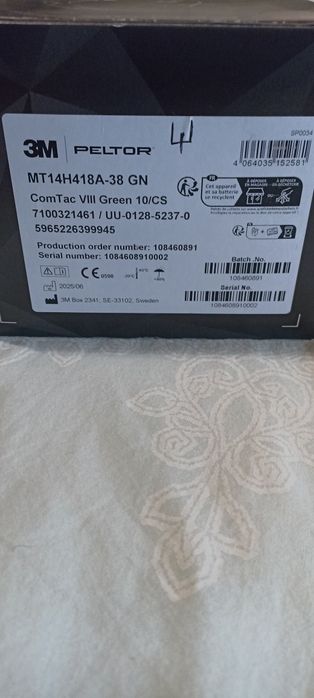 SP0034
3M PELTOR
4 064035 152581
MT14H418A-38 GN
ComTac VIII Green 10/CS
7100321461 / UU-0128-5237-0
5965226399945
FR
Cet appareil
et sa batterie
se recyclent
À DÉPOSER
EN MAGASIN
À DÉPOSER
EN DÉCHÈTERIE
Production order number: 108460891
Serial number: 1084608910002
Batch .No.
108460891
CE 0598
Serial No.
1084608910002
2025/06
3M Box 2341, SE-33102, Sweden